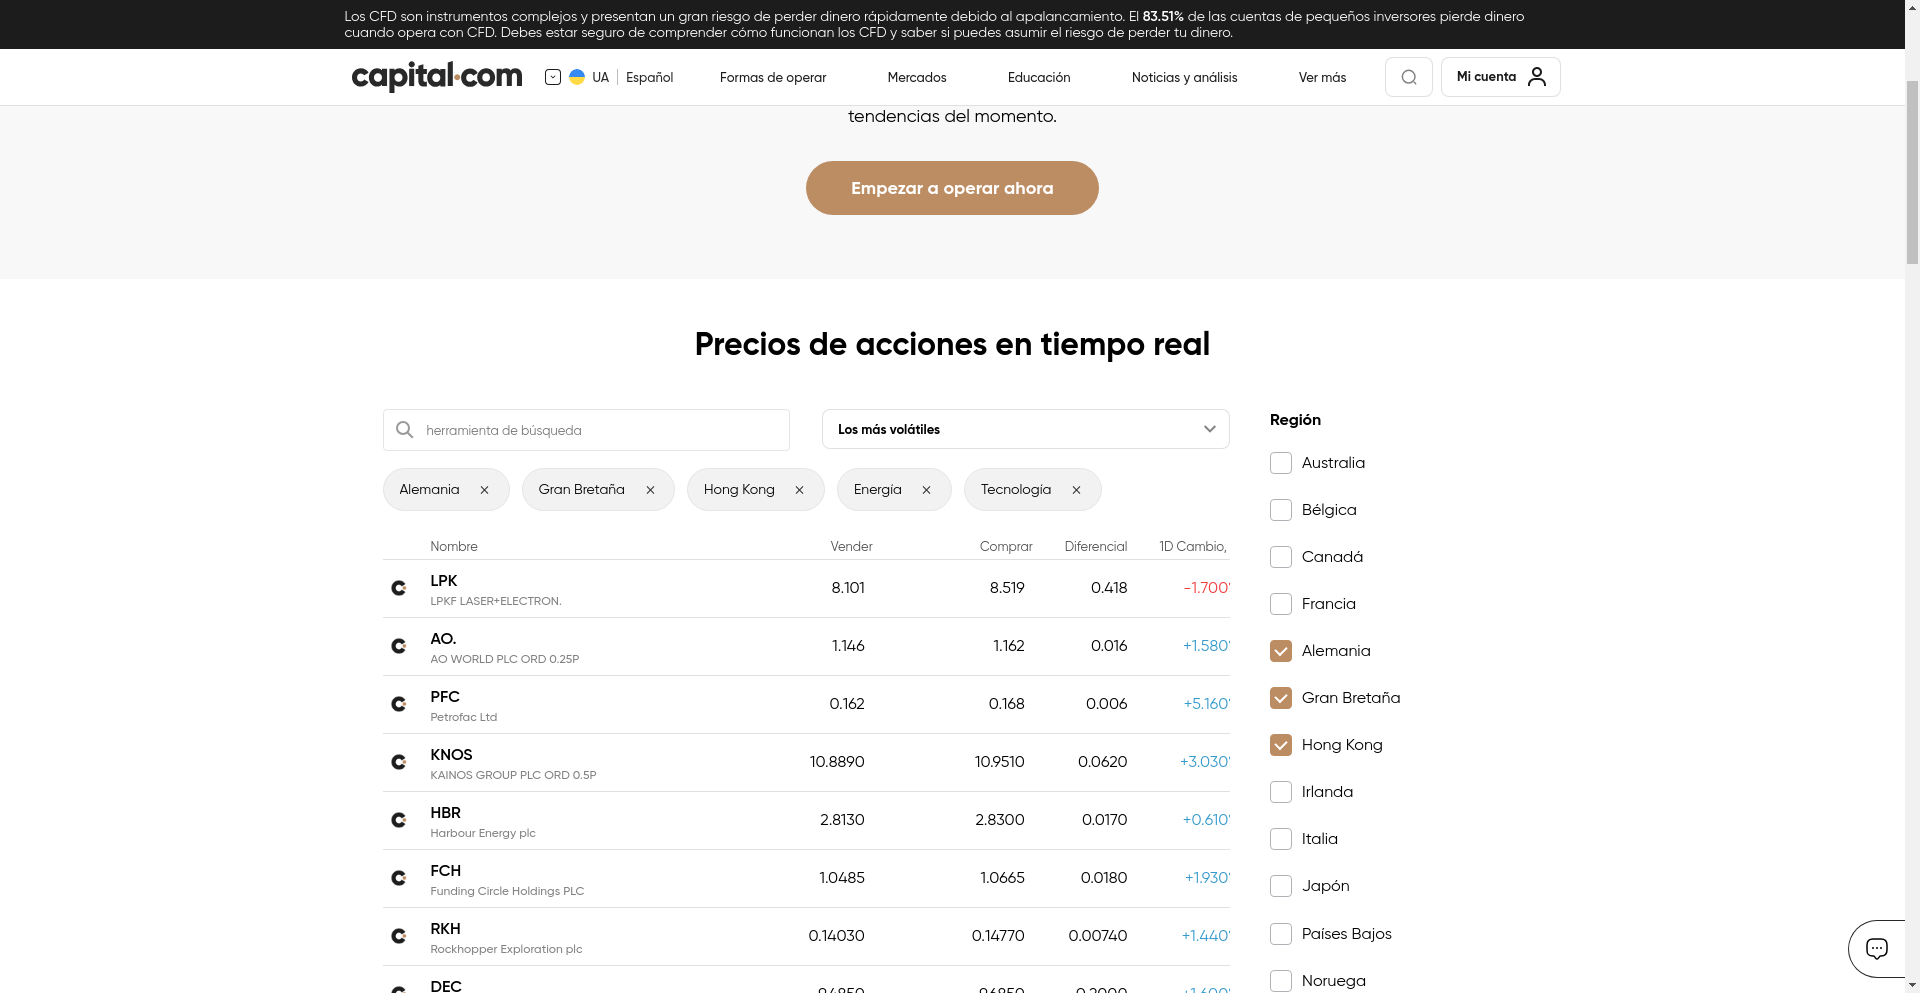 Los CFD son instrumentos complejos y presentan un gran riesgo de perder dinero rápidamente debido al apalancamiento. El 83.51% de las cuentas de pequeños inversores pierde dinero
cuando opera con CFD. Debes estar seguro de comprender cómo funcionan los CFD y saber si puedes asumir el riesgo de perder tu dinero.
capital.com UA Español Formas de operar Mercados Educación Noticias y análisis Ver más Mi cuenta
tendencias del momento.
Empezar a operar ahora
Precios de acciones en tiempo real
herramienta de búsqueda Los más volátiles
Alemania Gran Bretaña Hong Kong Energía Tecnología
Nombre Vender Comprar Diferencial 1D Cambio,
LPK 8.101 8.519 0.418 -1.700
LPKF LASER+ELECTRON.
AO. 1.146 1.162 0.016 +1.580
AO WORLD PLC ORD 0.25P
PFC 0.162 0.168 0.006 +5.160
Petrofac Ltd
KNOS 10.8890 10.9510 0.0620 +3.030
KAINOS GROUP PLC ORD 0.5P
HBR 2.8130 2.8300 0.0170 +0.610
Harbour Energy plc
FCH 1.0485 1.0665 0.0180 +1.930
Funding Circle Holdings PLC
RKH 0.14030 0.14770 0.00740 +1.440
Rockhopper Exploration plc
DEC
Región
Australia
Bélgica
Canadá
Francia
Alemania
Gran Bretaña
Hong Kong
Irlanda
Italia
Japón
Países Bajos
Noruega